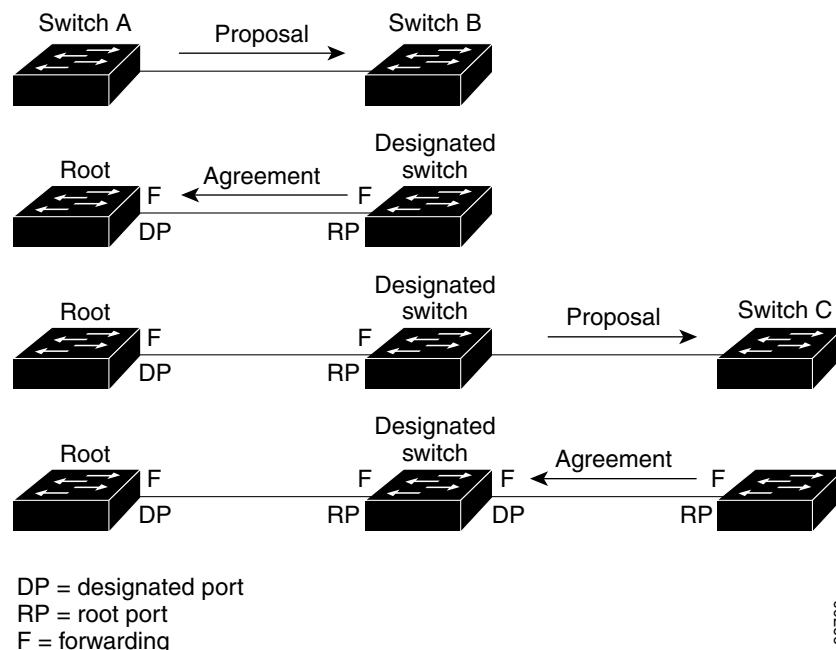 Switch A
Proposal
Switch B
Root
F
Agreement
F
Designated
switch
DP
RP
Root
F
F
Designated
switch
Proposal
Switch C
DP
RP
Root
F
F
Designated
switch
F
Agreement
F
DP
RP
DP
RP
DP = designated port
RP = root port
F = forwarding